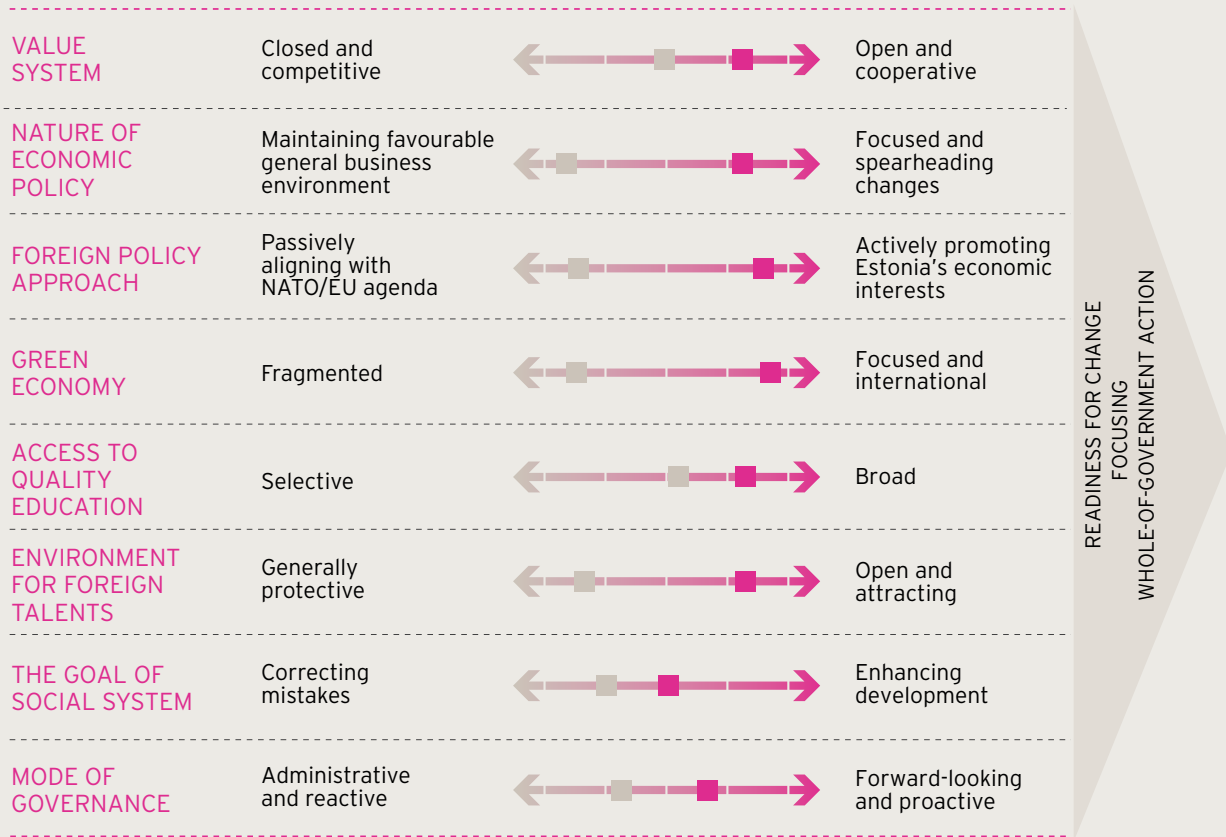 VALUE
SYSTEM
Closed and
competitive
Open and
cooperative
NATURE OF
ECONOMIC
POLICY
Maintaining favourable
general business
environment
Focused and
spearheading
changes
FOREIGN POLICY
APPROACH
Passively
aligning with
NATO/EU agenda
Actively promoting
Estonia's economic
interests
GREEN
ECONOMY
Fragmented
Focused and
international
ACCESS TO
QUALITY
EDUCATION
Selective
Broad
ENVIRONMENT
FOR FOREIGN
TALENTS
Generally
protective
Open and
attracting
THE GOAL OF
SOCIAL SYSTEM
Correcting
mistakes
Enhancing
development
MODE OF
GOVERNANCE
Administrative
and reactive
Forward-looking
and proactive
READINESS FOR CHANGE
FOCUSING
WHOLE-OF-GOVERNMENT ACTION